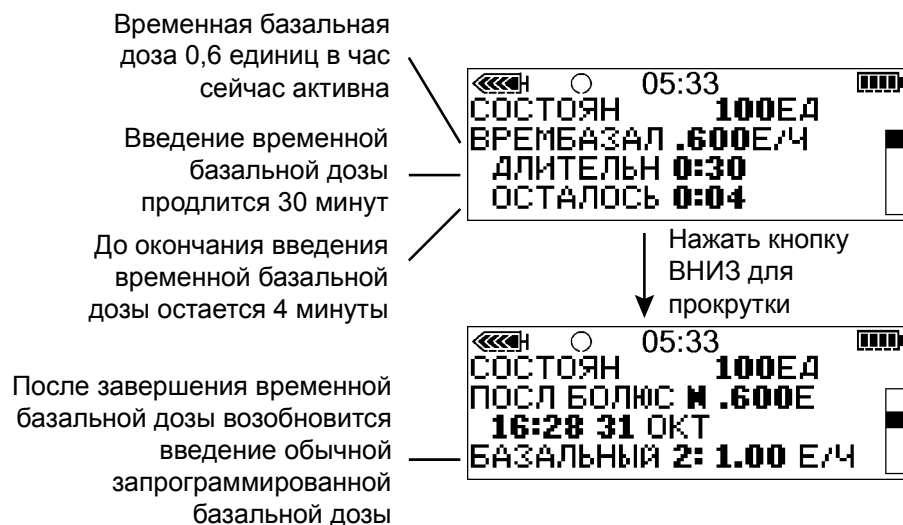 Временная базальная
доза 0,6 единиц в час
сейчас активна
Введение временной
базальной дозы
продлится 30 минут
До окончания введения
временной базальной
дозы остается 4 минуты
05:33
СОСТОЯН 100ЕД
ВРЕМБАЗАЛ .600Е/Ч
ДЛИТЕЛЬН 0:30
ОСТАЛОСЬ 0:04
Нажать кнопку
ВНИЗ для
прокрутки
После завершения временной
базальной дозы возобновится
введение обычной
запрограммированной
базальной дозы
05:33
СОСТОЯН 100ЕД
ПОСЛ БОЛЮС N .600Е
16:28 31 ОКТ
БАЗАЛЬНЫЙ 2: 1.00 Е/Ч